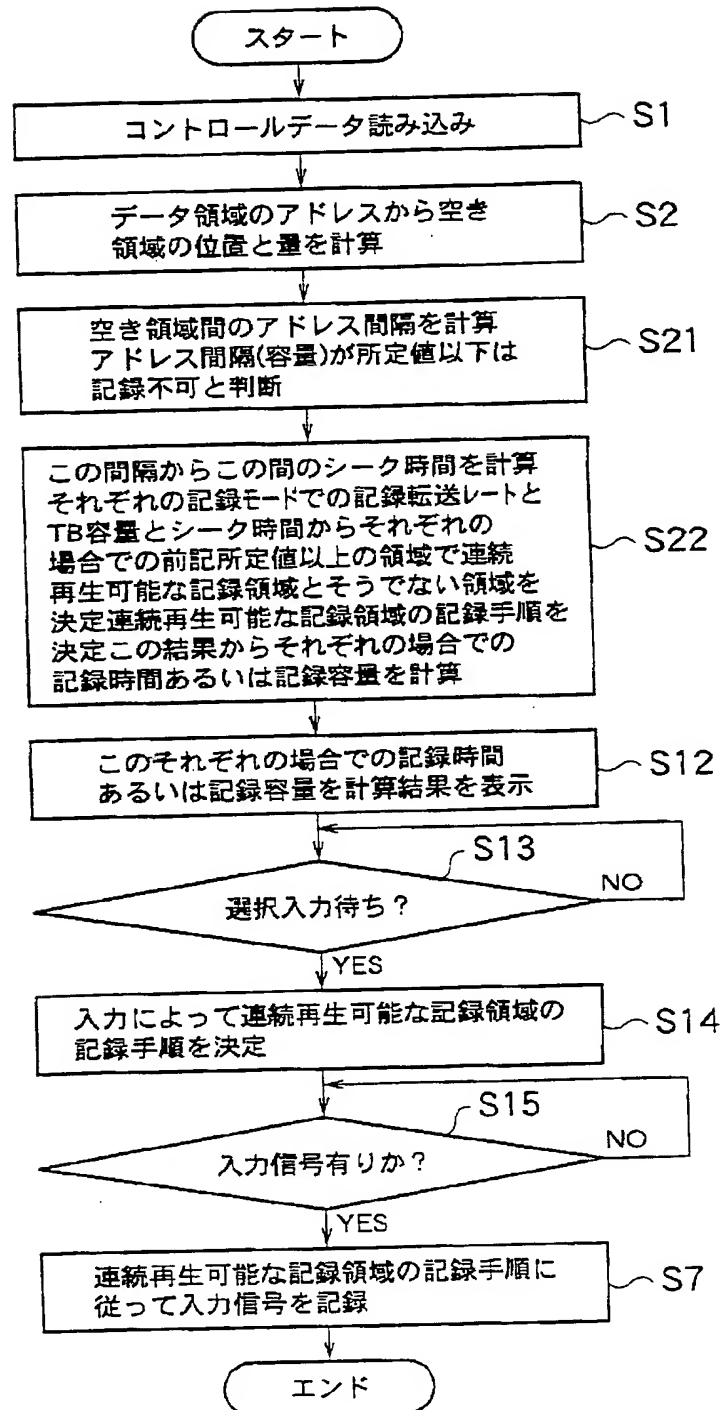 スタート
コントロールデータ読み込み
S1
データ領域のアドレスから空き
領域の位置と量を計算
S2
空き領域間のアドレス間隔を計算
アドレス間隔(容量)が所定値以下は
記録不可と判断
S21
この間隔からこの間のシーク時間を計算
それぞれの記録モードでの記録転送レートと
TB容量とシーク時間からそれぞれの
場合での前記所定値以上の領域で連続
再生可能な記録領域とそうでない領域を
決定連続再生可能な記録領域の記録手順を
決定この結果からそれぞれの場合での
記録時間あるいは記録容量を計算
S22
このそれぞれの場合での記録時間
あるいは記録容量を計算結果を表示
S12
S13
選択入力待ち？
NO
YES
入力によって連続再生可能な記録領域の
記録手順を決定
S14
S15
入力信号有りか？
NO
YES
連続再生可能な記録領域の記録手順に
従って入力信号を記録
S7
エンド